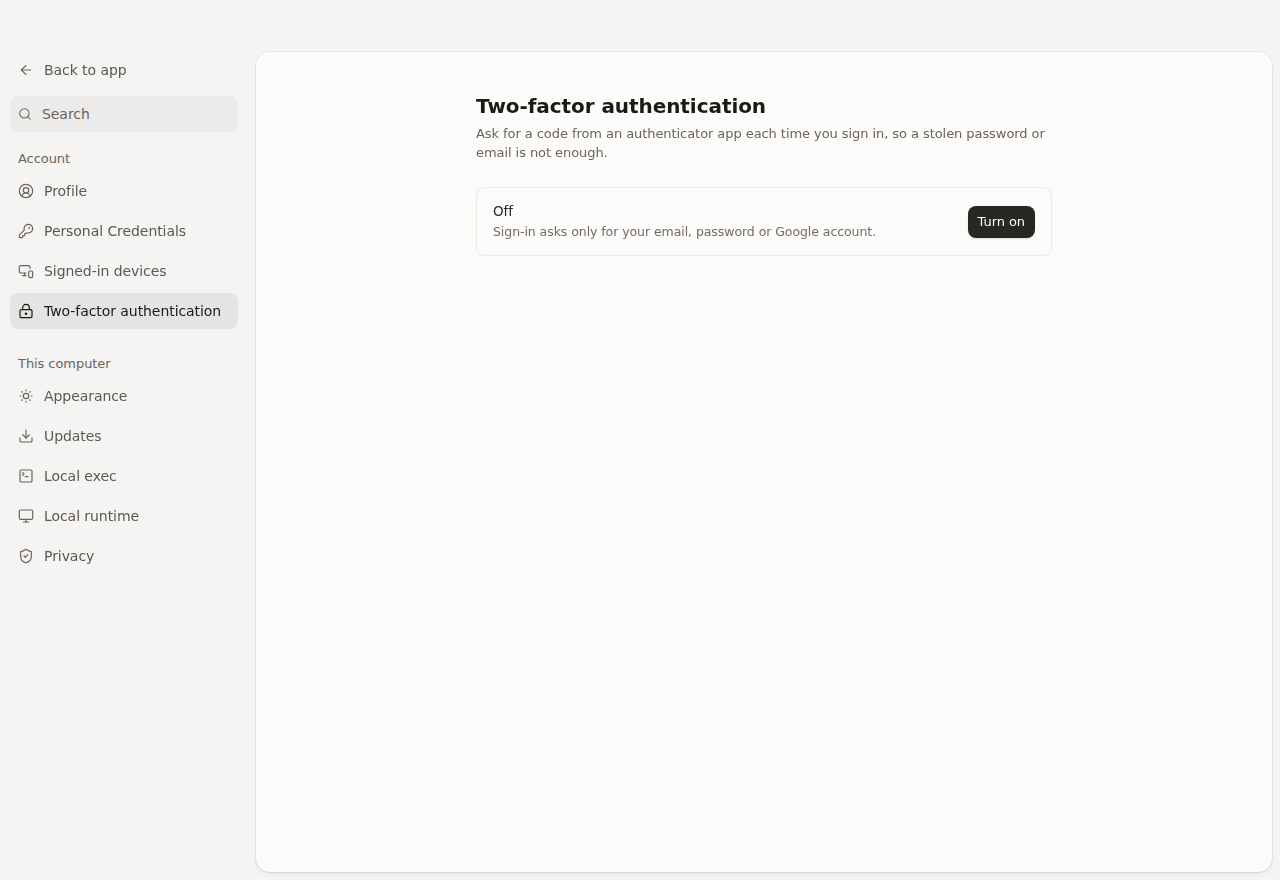 Back to app
Search
Account
Profile
Personal Credentials
Signed-in devices
Two-factor authentication
This computer
Appearance
Updates
Local exec
Local runtime
Privacy
Two-factor authentication
Ask for a code from an authenticator app each time you sign in, so a stolen password or
email is not enough.
Off
Sign-in asks only for your email, password or Google account.
Turn on